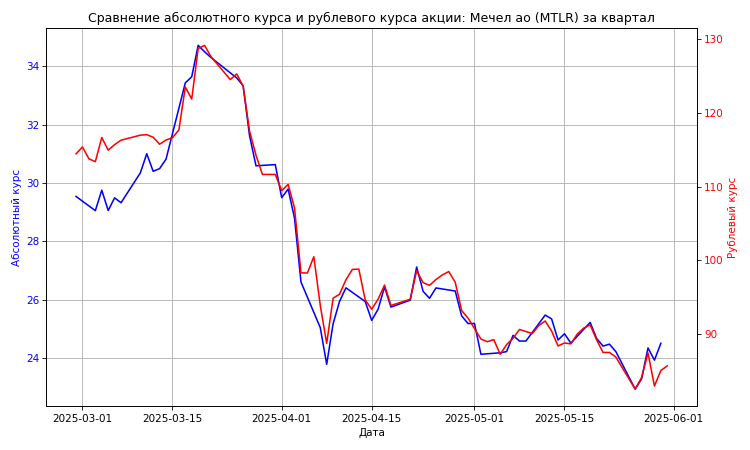 Сравнение абсолютного курса и рублевого курса акции: Мечел ао (MTLR) за квартал
130
34
120
32
110
30
28
100
26
90
24
Абсолютный курс
Рублевый курс
2025-03-01 2025-03-15 2025-04-01 2025-04-15 2025-05-01 2025-05-15 2025-06-01
Дата